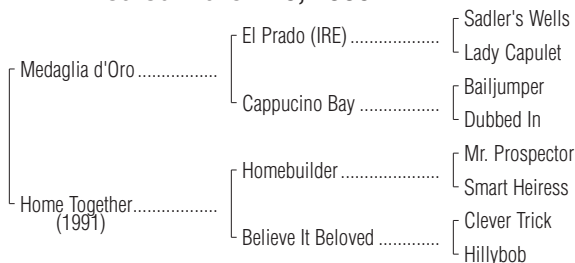 El Prado (IRE) ....................
Sadler's Wells
Lady Capulet
Medaglia d'Oro .................
Cappucino Bay ..................
Bailjumper
Dubbed In
Homebuilder ......................
Mr. Prospector
Smart Heiress
Home Together..................
(1991)
Believe It Beloved ..............
Clever Trick
Hillybob